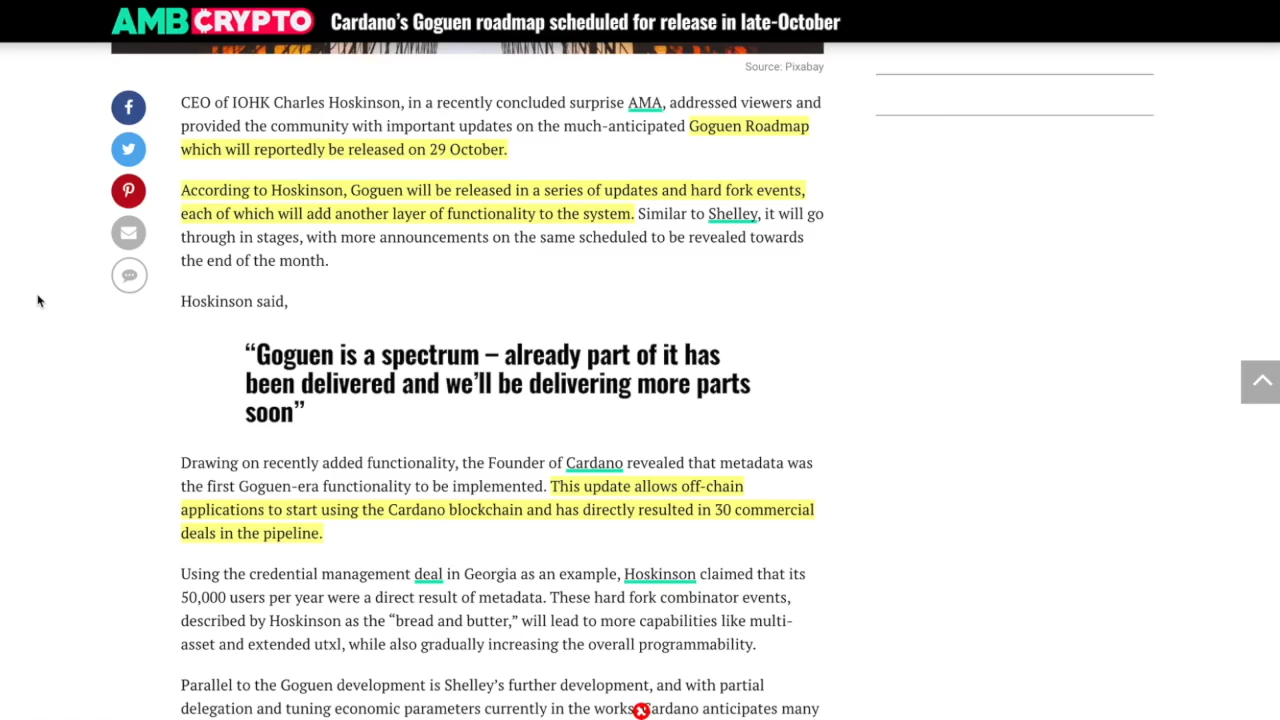 AMBCRYPTO Cardano's Goguen roadmap scheduled for release in late-October
Source: Pixabay
CEO of IOHK Charles Hoskinson, in a recently concluded surprise AMA, addressed viewers and
provided the community with important updates on the much-anticipated Goguen Roadmap
which will reportedly be released on 29 October.
According to Hoskinson, Goguen will be released in a series of updates and hard fork events,
each of which will add another layer of functionality to the system. Similar to Shelley, it will go
through in stages, with more announcements on the same scheduled to be revealed towards
the end of the month.
Hoskinson said,
“Goguen is a spectrum – already part of it has
been delivered and we’ll be delivering more parts
soon”
Drawing on recently added functionality, the Founder of Cardano revealed that metadata was
the first Goguen-era functionality to be implemented. This update allows off-chain
applications to start using the Cardano blockchain and has directly resulted in 30 commercial
deals in the pipeline.
Using the credential management deal in Georgia as an example, Hoskinson claimed that its
50,000 users per year were a direct result of metadata. These hard fork combinator events,
described by Hoskinson as the “bread and butter,” will lead to more capabilities like multi-
asset and extended utxl, while also gradually increasing the overall programmability.
Parallel to the Goguen development is Shelley’s further development, and with partial
delegation and tuning economic parameters currently in the works, Cardano anticipates many